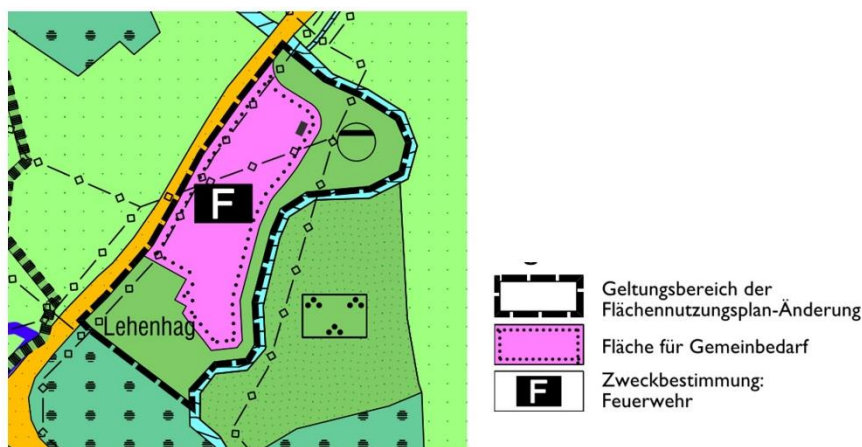 F
Lehenhag
Geltungsbereich der
Flächennutzungsplan-Änderung
Fläche für Gemeinbedarf
F
Zweckbestimmung:
Feuerwehr